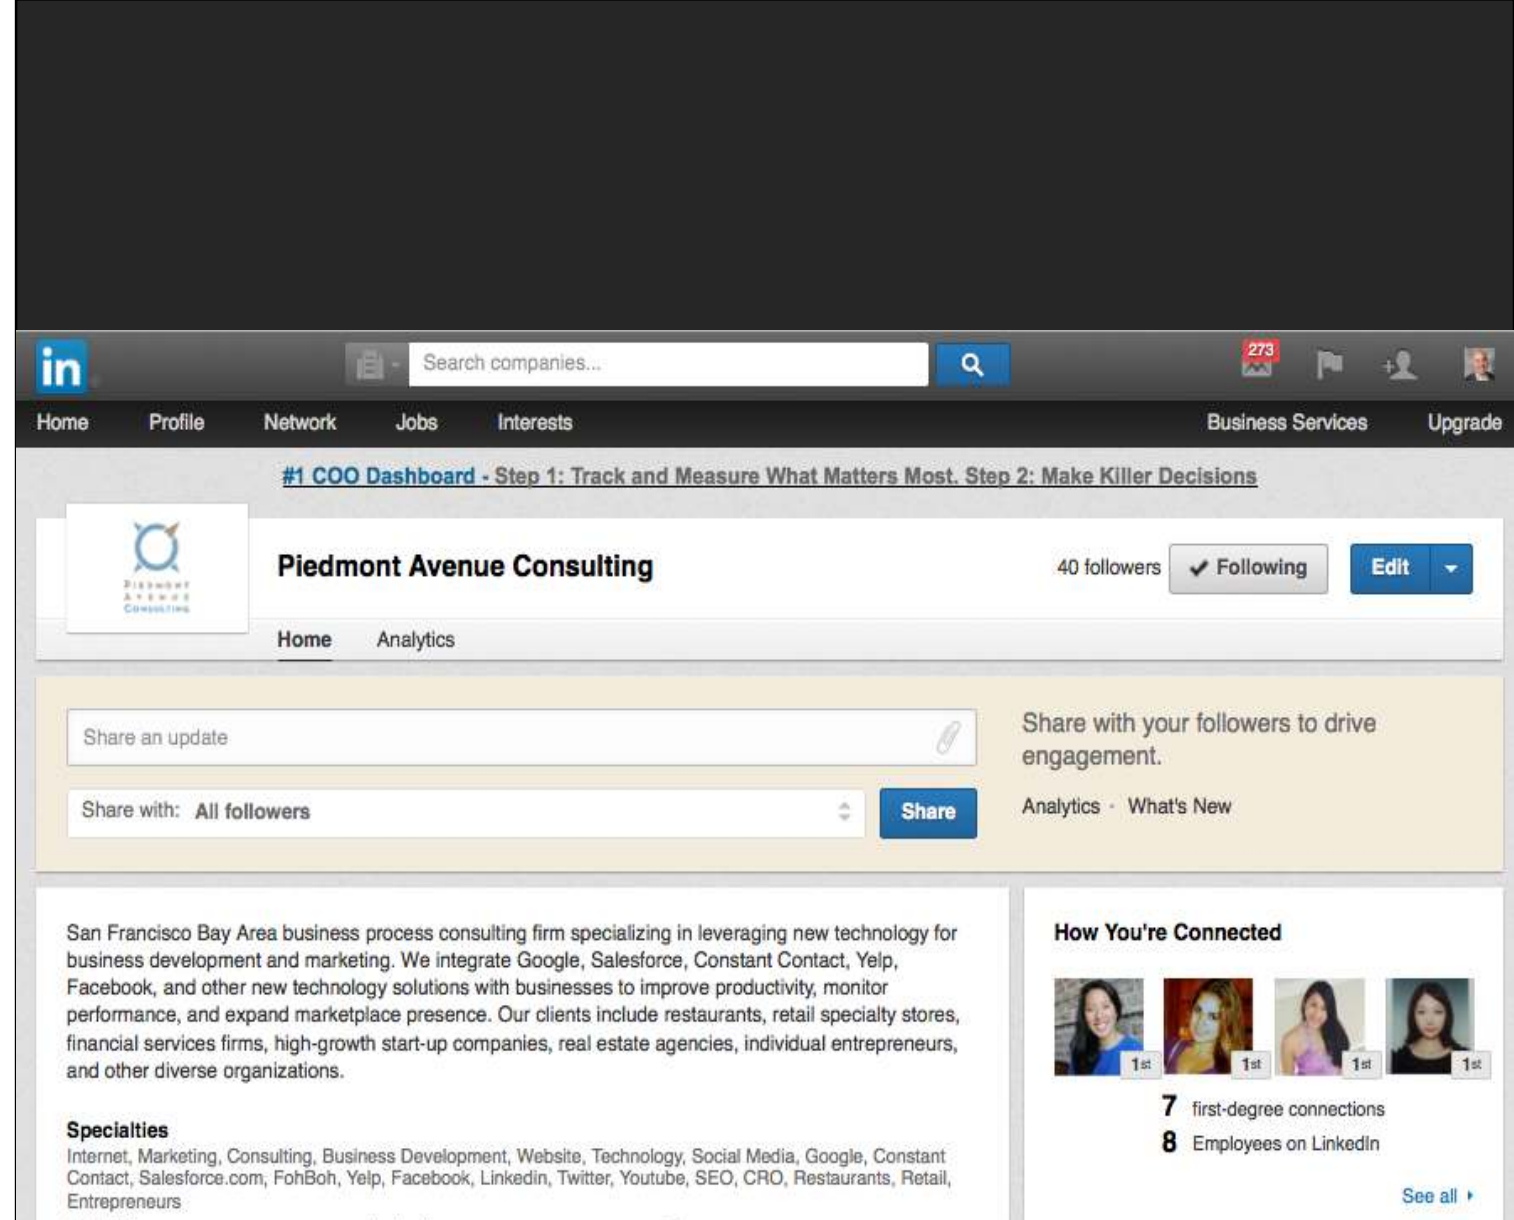 in
Search companies...
273
Home Profile Network Jobs Interests Business Services Upgrade
#1 COO Dashboard - Step 1: Track and Measure What Matters Most. Step 2: Make Killer Decisions
PIEDMONT
AVENUE
CONSULTING
Piedmont Avenue Consulting
40 followers
Following
Edit
Home Analytics
Share an update
Share with: All followers
Share
Share with your followers to drive
engagement.
Analytics · What's New
San Francisco Bay Area business process consulting firm specializing in leveraging new technology for
business development and marketing. We integrate Google, Salesforce, Constant Contact, Yelp,
Facebook, and other new technology solutions with businesses to improve productivity, monitor
performance, and expand marketplace presence. Our clients include restaurants, retail specialty stores,
financial services firms, high-growth start-up companies, real estate agencies, individual entrepreneurs,
and other diverse organizations.
Specialties
Internet, Marketing, Consulting, Business Development, Website, Technology, Social Media, Google, Constant
Contact, Salesforce.com, FohBoh, Yelp, Facebook, Linkedin, Twitter, Youtube, SEO, CRO, Restaurants, Retail,
Entrepreneurs
How You're Connected
1st 1st 1st 1st
7 first-degree connections
8 Employees on LinkedIn
See all